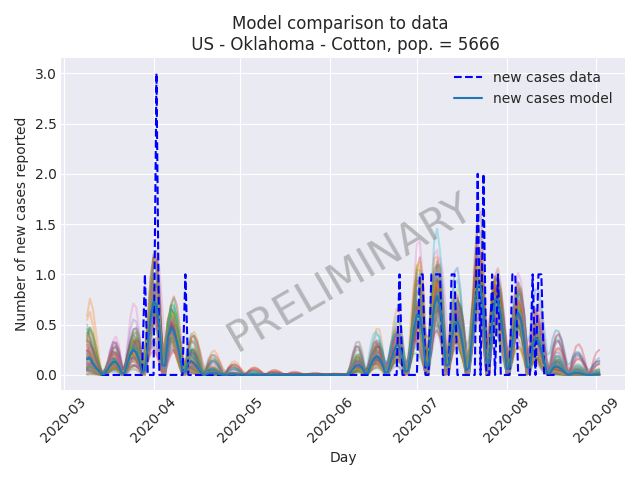 Model comparison to data
US - Oklahoma - Cotton, pop. = 5666
Number of new cases reported
3.0
2.5
2.0
1.5
1.0
0.5
0.0
new cases data
new cases model
PRELIMINARY
2020-03
2020-04
2020-05
2020-06
2020-07
2020-08
2020-09
Day